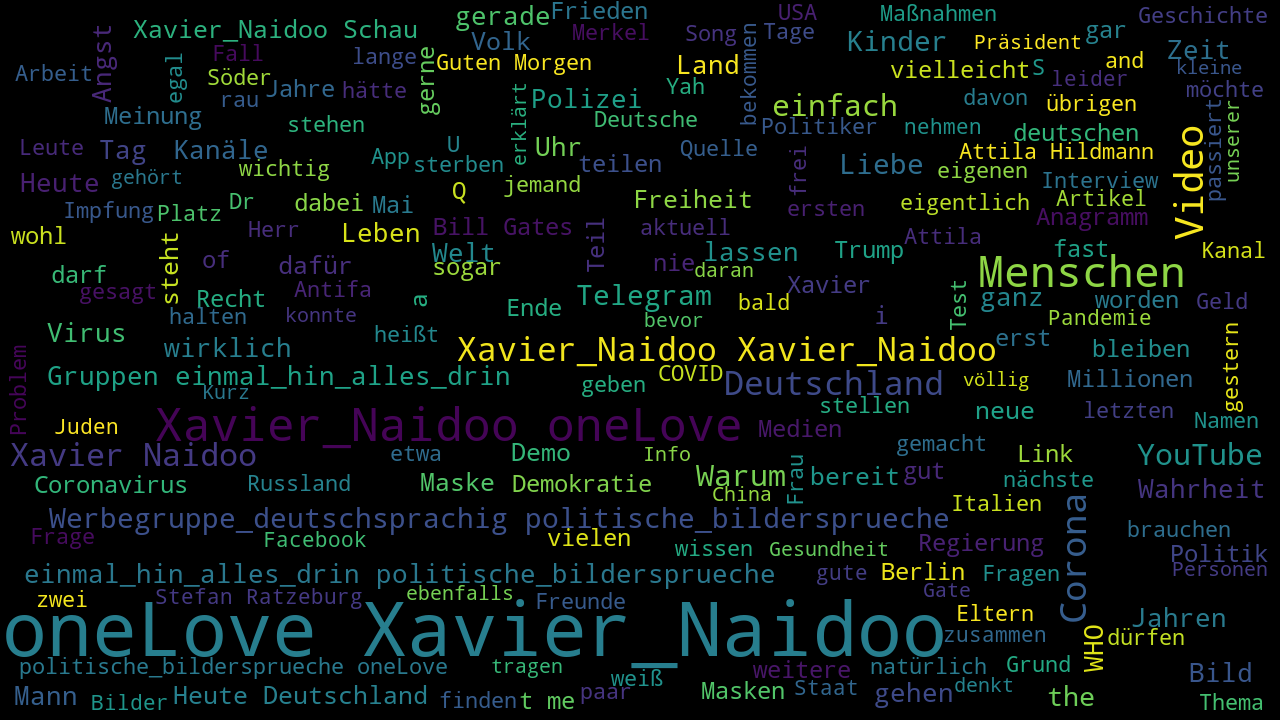 gerade Frieden USA Maßnahmen Geschichte
Xavier_Naidoo Schau Volk Merkel Song Tage Kinder Präsident gar Zeit
Angst Fall lange Guten Morgen Land vielleicht S and kleine
Arbeit egal Söder Jahre hätte gerne Yah bekommen leider möchte
rau Polizei einfach davon übrigen
Meinung stehen erklärt Deutsche Politiker nehmen deutschen passiert unserer
Leute Tag Kanäle U Uhr Quelle Attila Hildmann Video
wichtig App sterben teilen frei Liebe eigenen
Heute gehört Q jemand Interview
Impfung Platz Dr dabei Mai Freiheit ersten eigentlich Artikel
wohl Herr Leben Bill Gates Teil aktuell Attila Anagramm
steht of dafür Welt lassen Trump fast Kanal
darf sogar nie daran Menschen
gesagt Recht Antifa a Ende Telegram bald Xavier Test ganz worden Geld
halten konnte bevor i Pandemie
Virus heißt erst gestern
wirklich Xavier_Naidoo Xavier_Naidoo bleiben
Problem Gruppen einmal_hin_alles_drin geben COVID Deutschland völlig Millionen
kurz stellen neue letzten
Juden Xavier_Naidoo oneLove Medien Namen
Xavier Naidoo etwa Demo Info gemacht Link YouTube
Coronavirus Russland Maske Demokratie Warum China Frau bereit gut nächste Wahrheit
Werbegruppe_deutschsprachig politische_bildersprueche Italien Corona
Frage Facebook vielen wissen Gesundheit Regierung brauchen Politik
einmal_hin_alles_drin politische_bildersprueche gute Berlin Fragen Personen
zwei Stefan Ratzeburg ebenfalls Freunde Gate
oneLove Xavier_Naidoo Eltern Jahren
zusammen WHO dürfen
politische_bildersprueche oneLove tragen weiß weitere natürlich Grund Bild
Mann Bilder Heute Deutschland finden t me paar Masken Staat gehen denkt the Thema